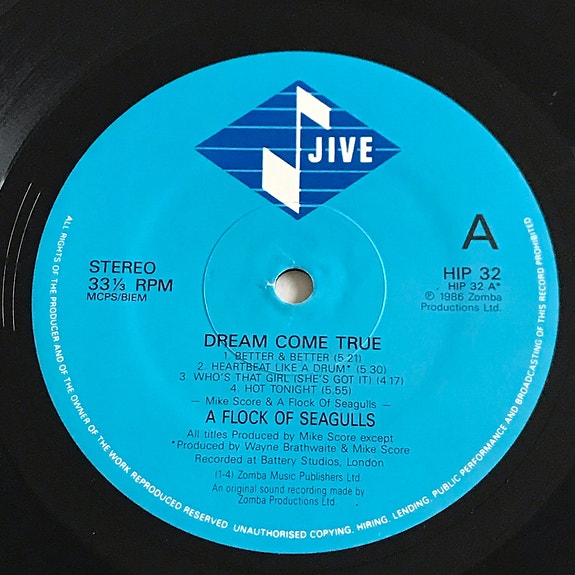 JIVE
A
STEREO
33⅓ RPM
MCPS/BIEM
HIP 32
HIP 32 A*
℗ 1986 Zomba
Productions Ltd.
DREAM COME TRUE
1. BETTER & BETTER (5.21)
2. HEARTBEAT LIKE A DRUM* (5.30)
3. WHO'S THAT GIRL (SHE'S GOT IT) (4.17)
4. HOT TONIGHT (5.55)
— Mike Score & A Flock Of Seagulls —
A FLOCK OF SEAGULLS
All titles Produced by Mike Score except
*Produced by Wayne Brathwaite & Mike Score
Recorded at Battery Studios, London
(1-4) Zomba Music Publishers Ltd.
An original sound recording made by
Zomba Productions Ltd.
ALL RIGHTS OF THE PRODUCER AND OF THE OWNER OF THE WORK REPRODUCED RESERVED UNAUTHORISED COPYING, HIRING, LENDING, PUBLIC PERFORMANCE AND BROADCASTING OF THIS RECORD PROHIBITED